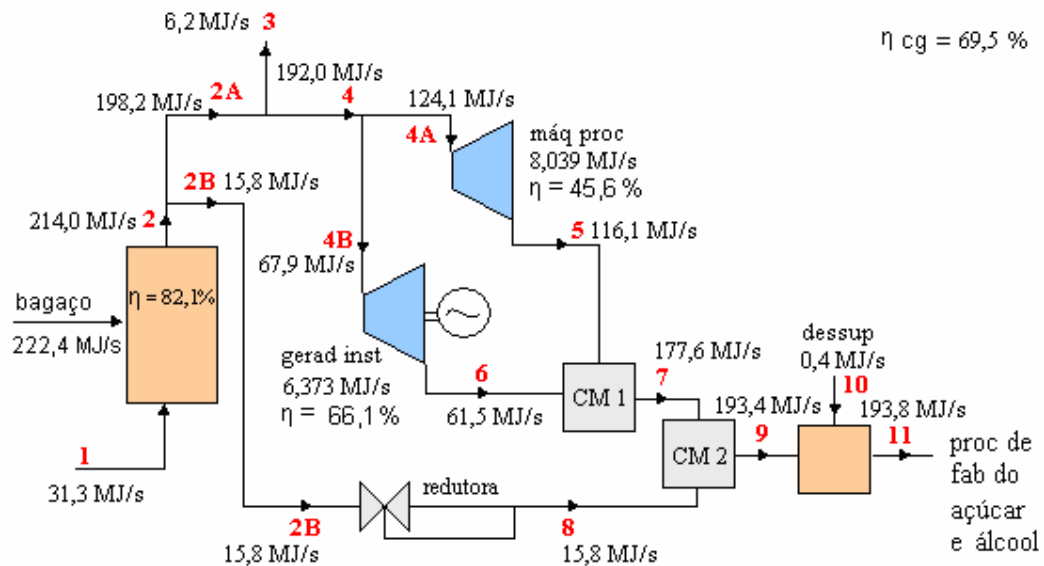 6,2 MJ/s 3
η cg = 69,5 %
192,0 MJ/s
2A
198,2 MJ/s
4
124,1 MJ/s
4A
máq proc
8,039 MJ/s
η = 45,6 %
2B
15,8 MJ/s
214,0 MJ/s 2
5
116,1 MJ/s
4B
67,9 MJ/s
η = 82,1%
bagaço
222,4 MJ/s
gerad inst
6,373 MJ/s
η = 66,1 %
6
61,5 MJ/s
CM 1
177,6 MJ/s
7
dessup
0,4 MJ/s
10
193,4 MJ/s
193,8 MJ/s
9
11
CM 2
proc de
fab do
açúcar
e álcool
1
31,3 MJ/s
redutora
2B
15,8 MJ/s
8
15,8 MJ/s